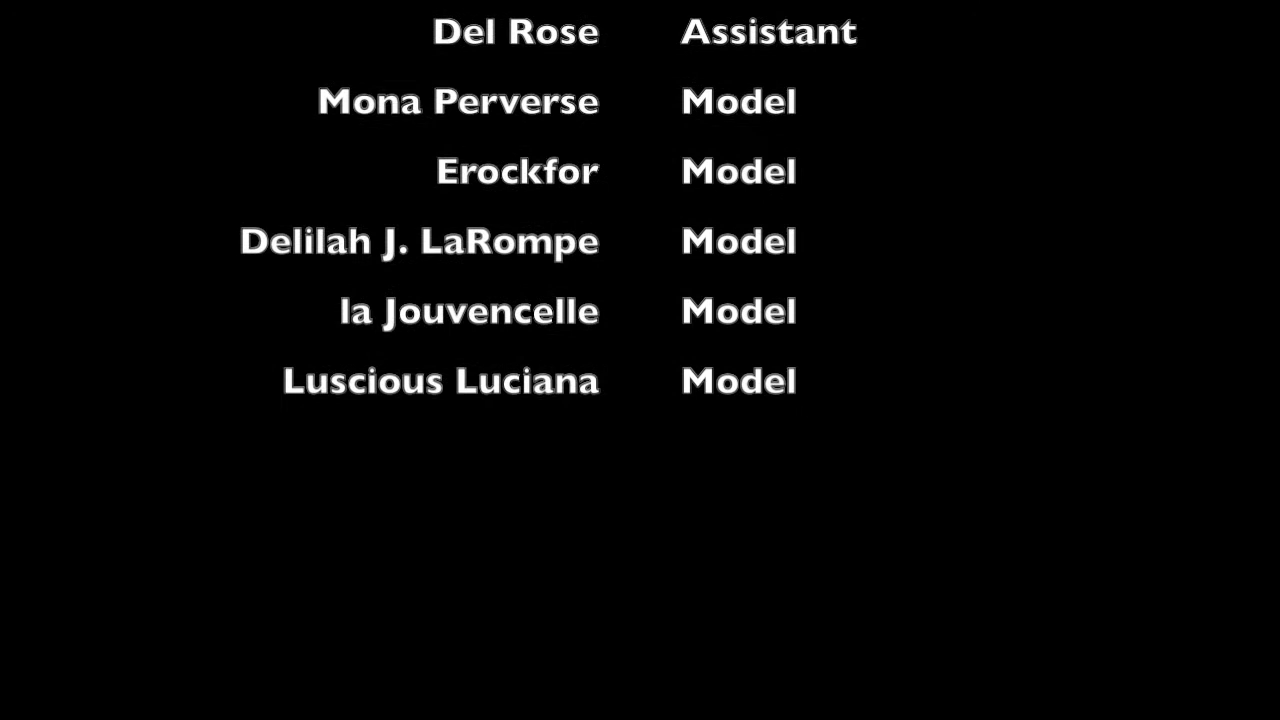 Del Rose Assistant
Mona Perverse Model
Erockfor Model
Delilah J. LaRompe Model
la Jouvencelle Model
Luscious Luciana Model